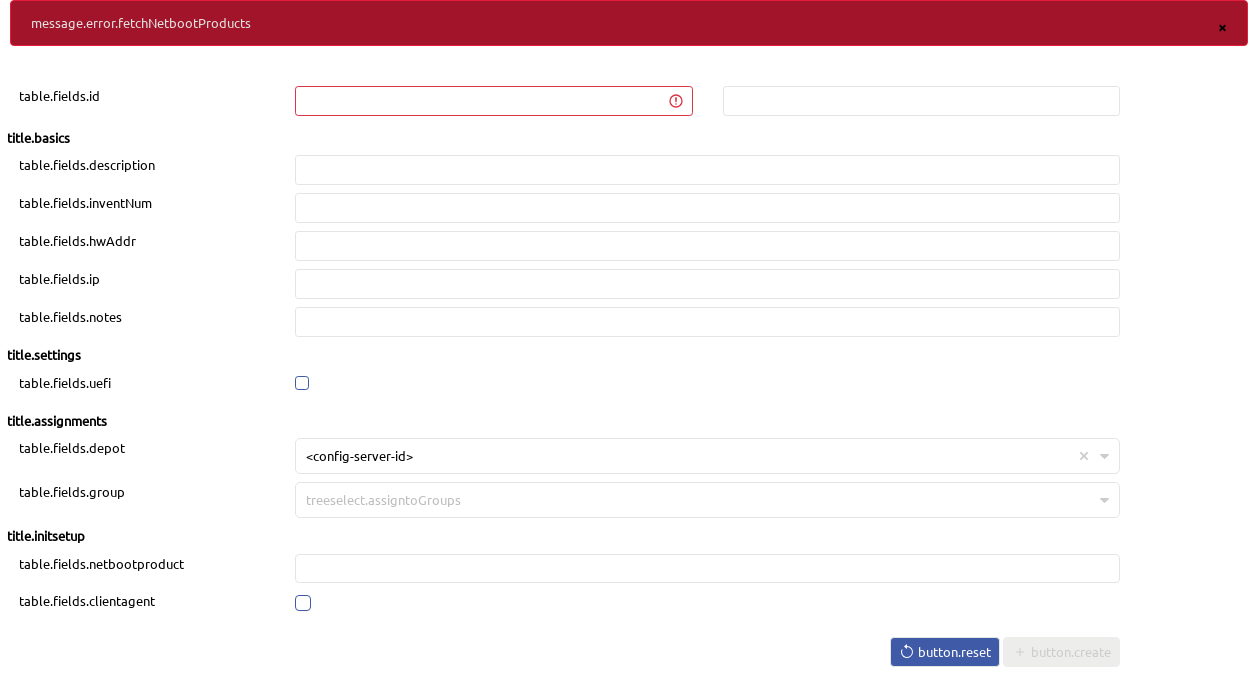 message.error.fetchNetbootProducts ×
table.fields.id
title.basics
table.fields.description
table.fields.inventNum
table.fields.hwAddr
table.fields.ip
table.fields.notes
title.settings
table.fields.uefi
title.assignments
table.fields.depot <config-server-id> ×
table.fields.group treeselect.assigntoGroups
title.initsetup
table.fields.netbootproduct
table.fields.clientagent
button.reset + button.create